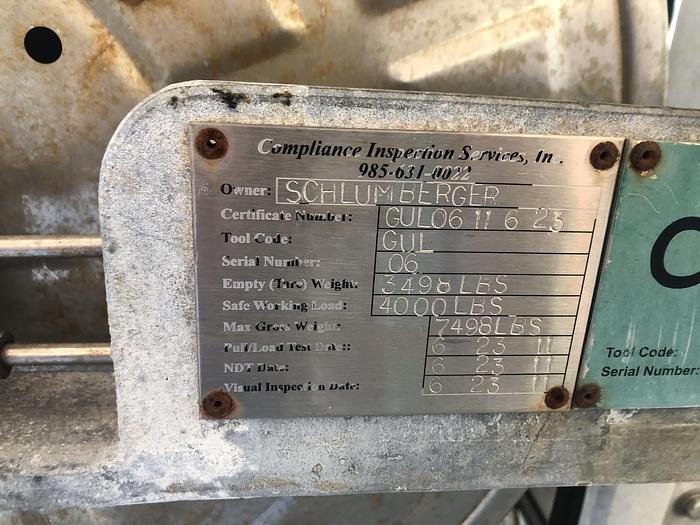 Compliance Inspection Services, In .
985-631-0022
Owner: SCHLUMBERGER
Certificate Number: GUL06 11 6 23
Tool Code: GUL
Serial Number: 06
Empty (Tare) Weight: 3498 LBS
Safe Working Load: 4000 LBS
Max Gross Weight: 7498 LBS
Pull/Load Test Date: 6 23 11
NDT Date: 6 23 11
Visual Inspection Date: 6 23 11
Tool Code:
Serial Number: